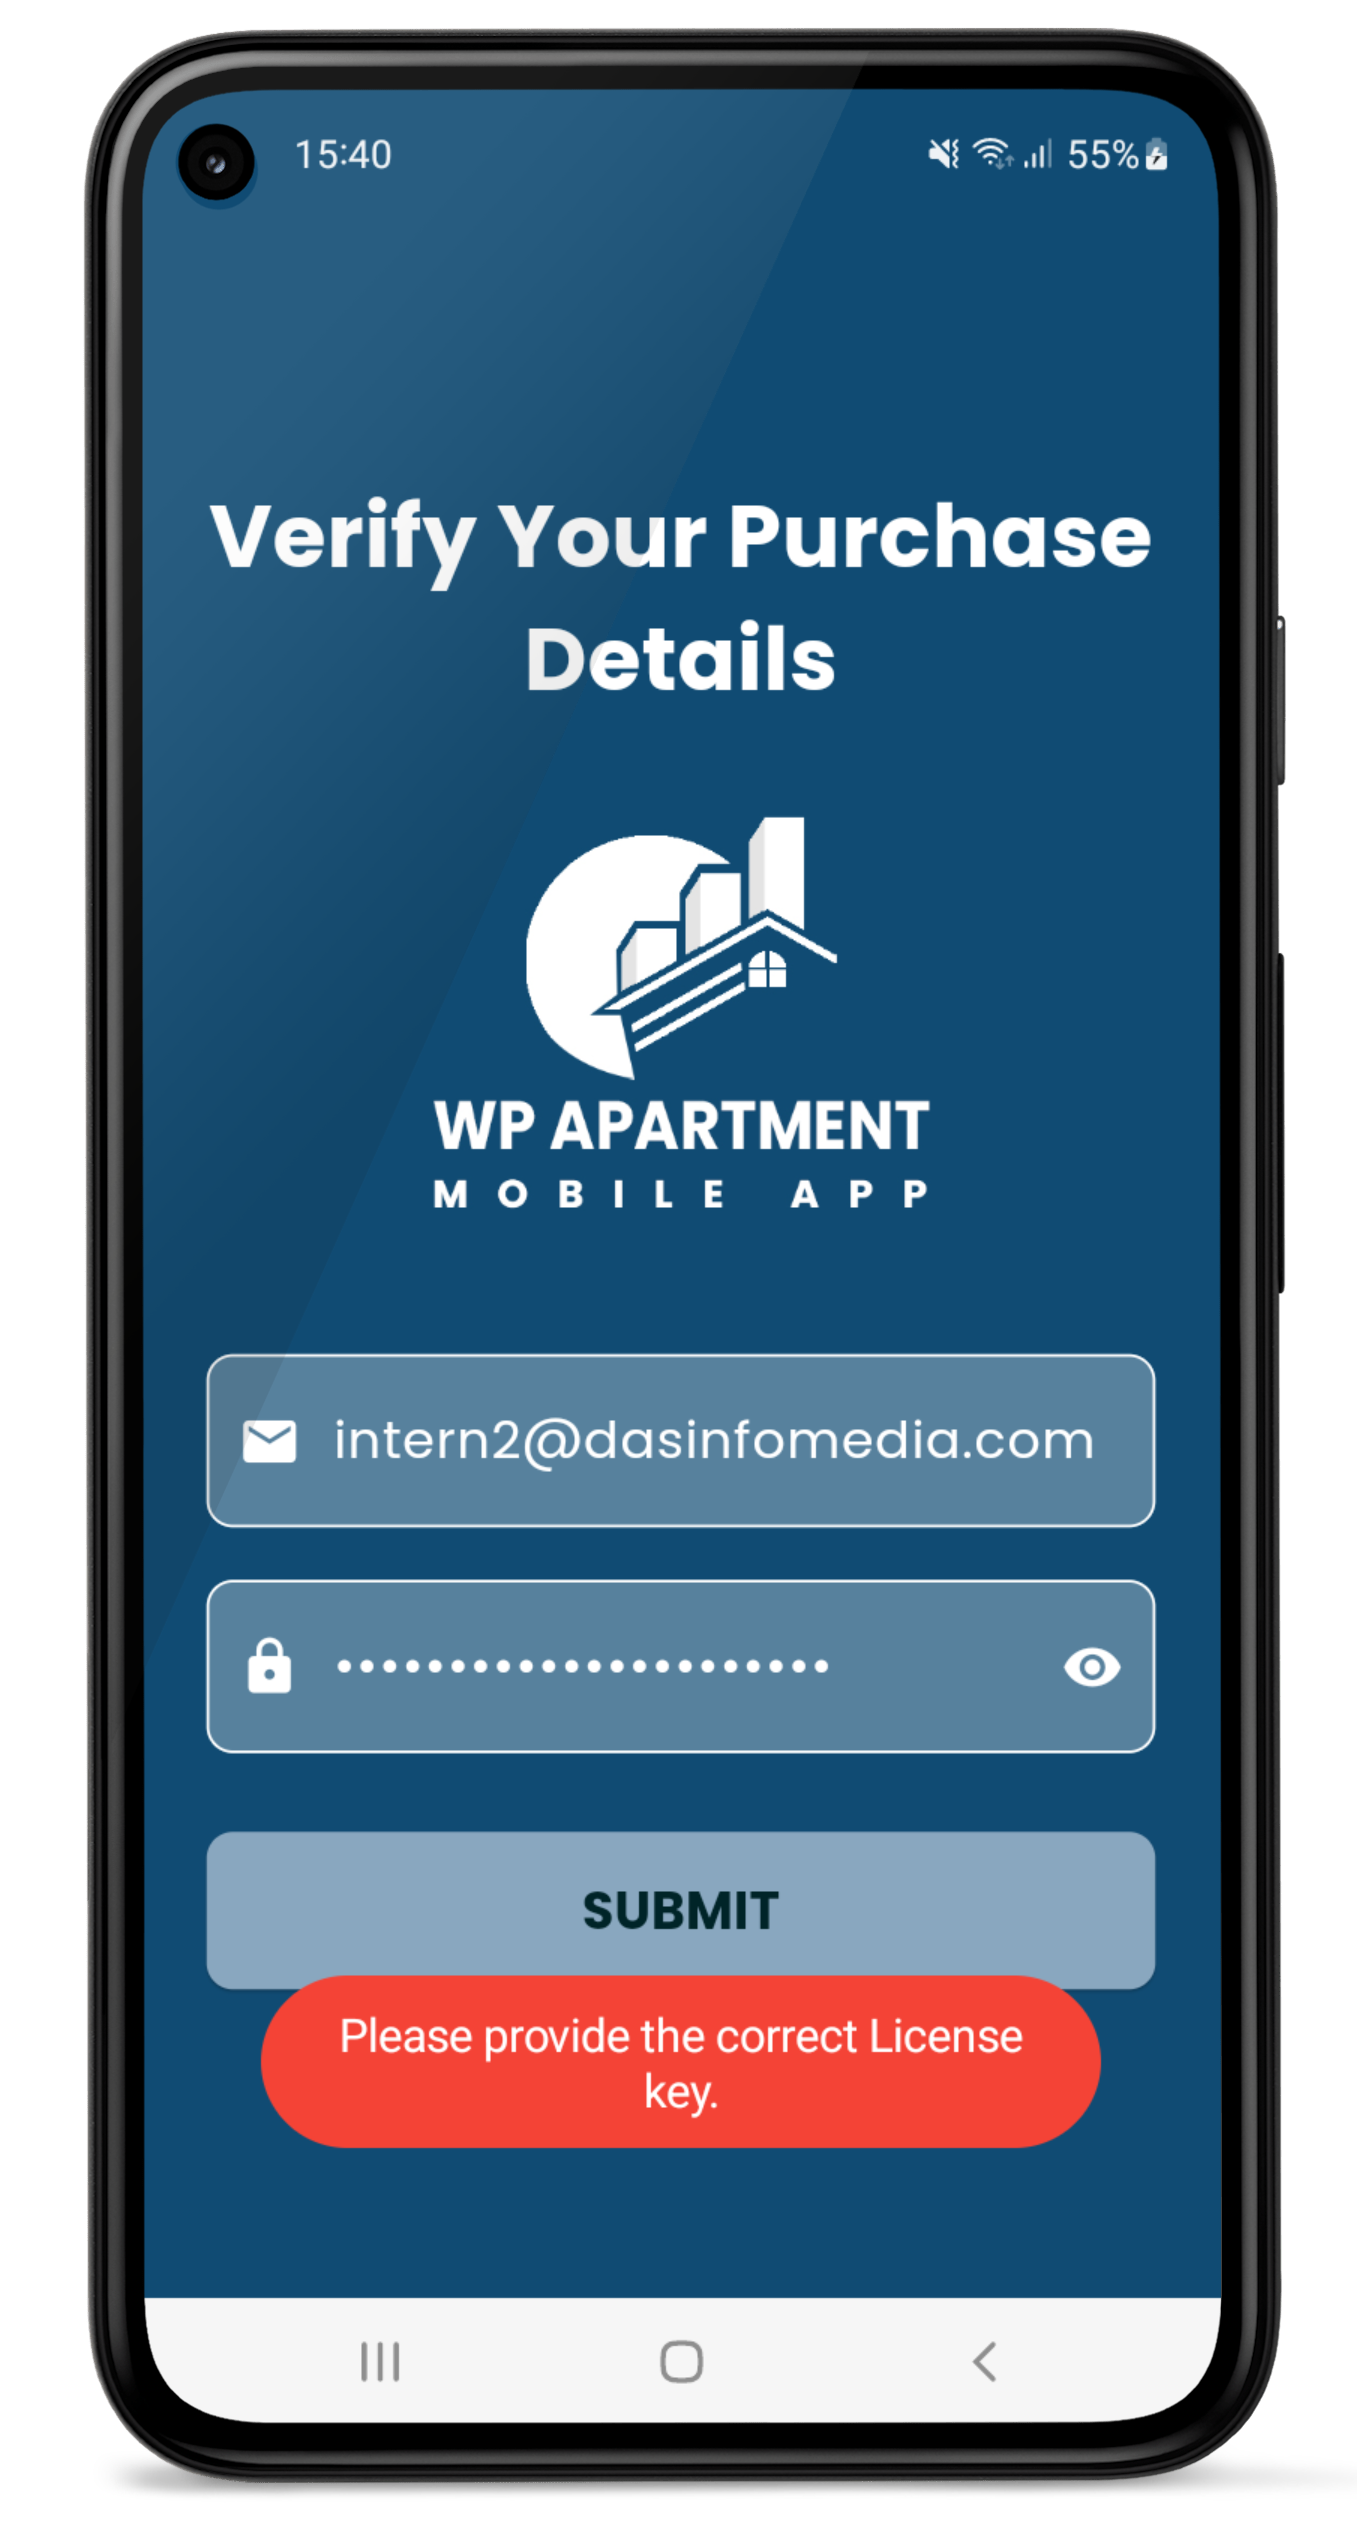 15:40
55%
Verify Your Purchase
Details
WP APARTMENT
MOBILE APP
intern2@dasinfomedia.com
••••••••••••••••••••••
SUBMIT
Please provide the correct License
key.